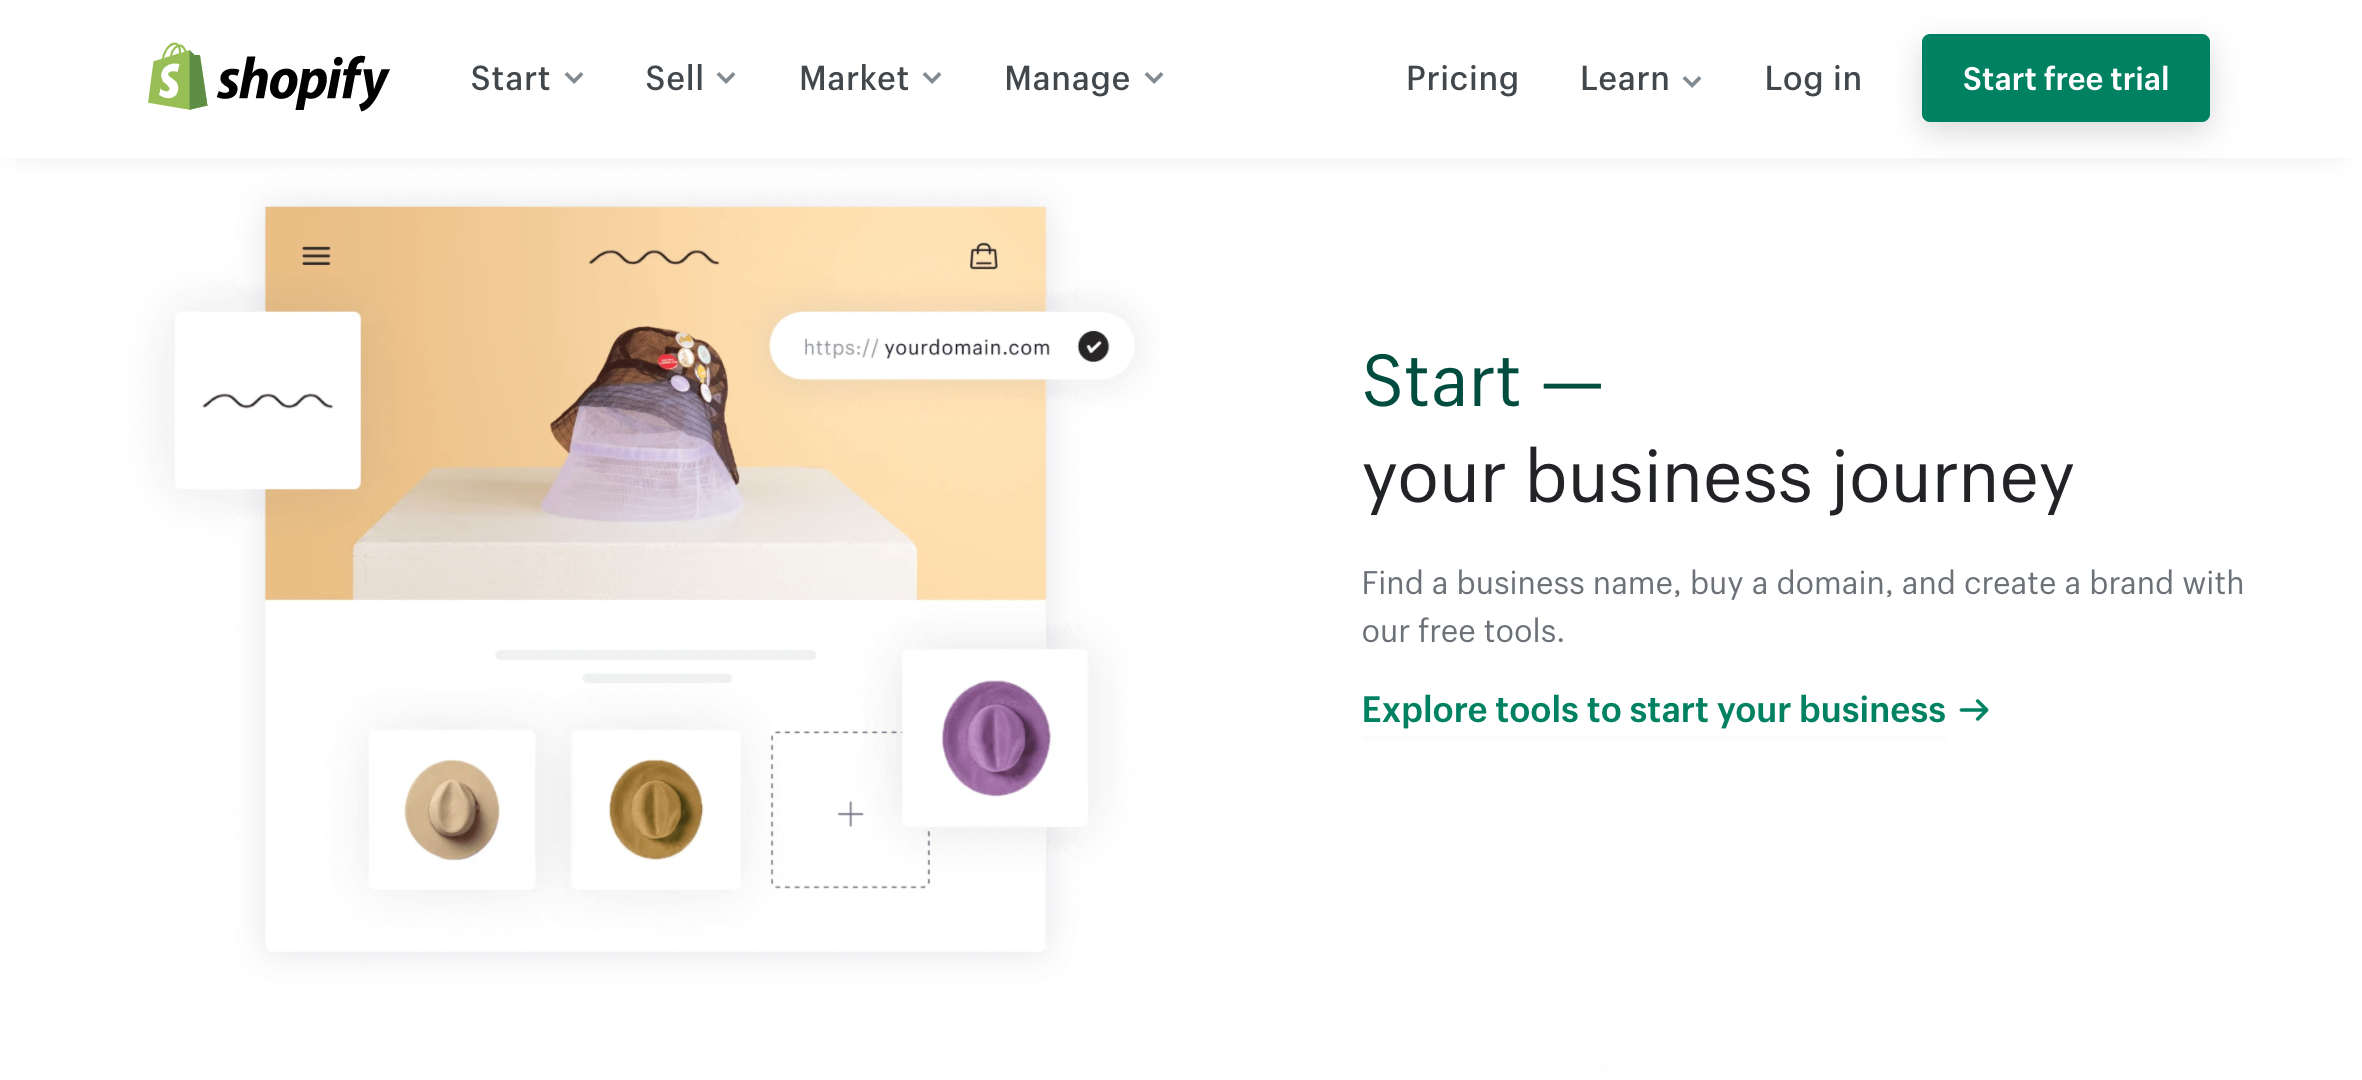 shopify
Start
Sell
Market
Manage
Pricing
Learn
Log in
Start free trial
https:// yourdomain.com
Start —
your business journey
Find a business name, buy a domain, and create a brand with
our free tools.
Explore tools to start your business →